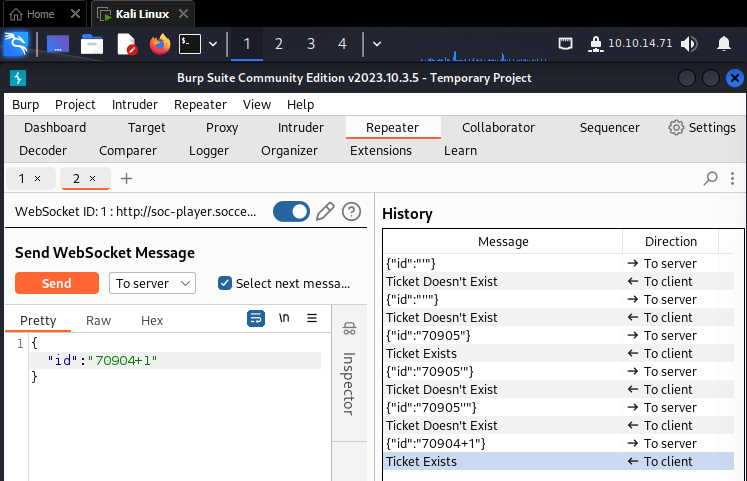 Home × Kali Linux ×
1 2 3 4 10.10.14.71
Burp Suite Community Edition v2023.10.3.5 - Temporary Project
Burp Project Intruder Repeater View Help
Dashboard Target Proxy Intruder Repeater Collaborator Sequencer Settings
Decoder Comparer Logger Organizer Extensions Learn
1 × 2 × +
WebSocket ID: 1 : http://soc-player.socce...
Send WebSocket Message
Send To server Select next messa...
Pretty Raw Hex \n
1 {
"id":"70904+1"
}
Inspector
History
Message Direction
{"id":"'"} → To server
Ticket Doesn't Exist ← To client
{"id":"''"} → To server
Ticket Doesn't Exist ← To client
{"id":"70905"} → To server
Ticket Exists ← To client
{"id":"70905'"} → To server
Ticket Doesn't Exist ← To client
{"id":"70905''"} → To server
Ticket Doesn't Exist ← To client
{"id":"70904+1"} → To server
Ticket Exists ← To client